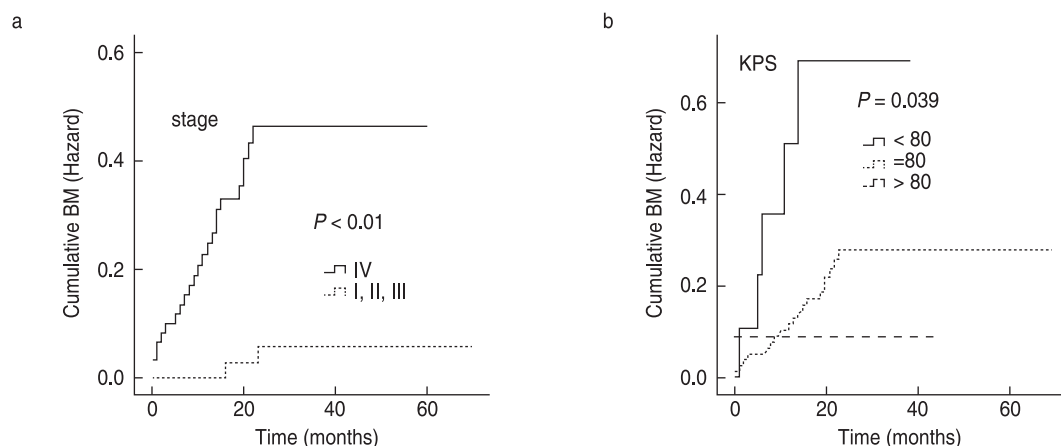 a
0.6
0.4
0.2
0.0
Cumulative BM (Hazard)
stage
P < 0.01
IV
I, II, III
0 20 40 60
Time (months)
b
0.6
0.4
0.2
0.0
Cumulative BM (Hazard)
KPS
P = 0.039
< 80
=80
> 80
0 20 40 60
Time (months)